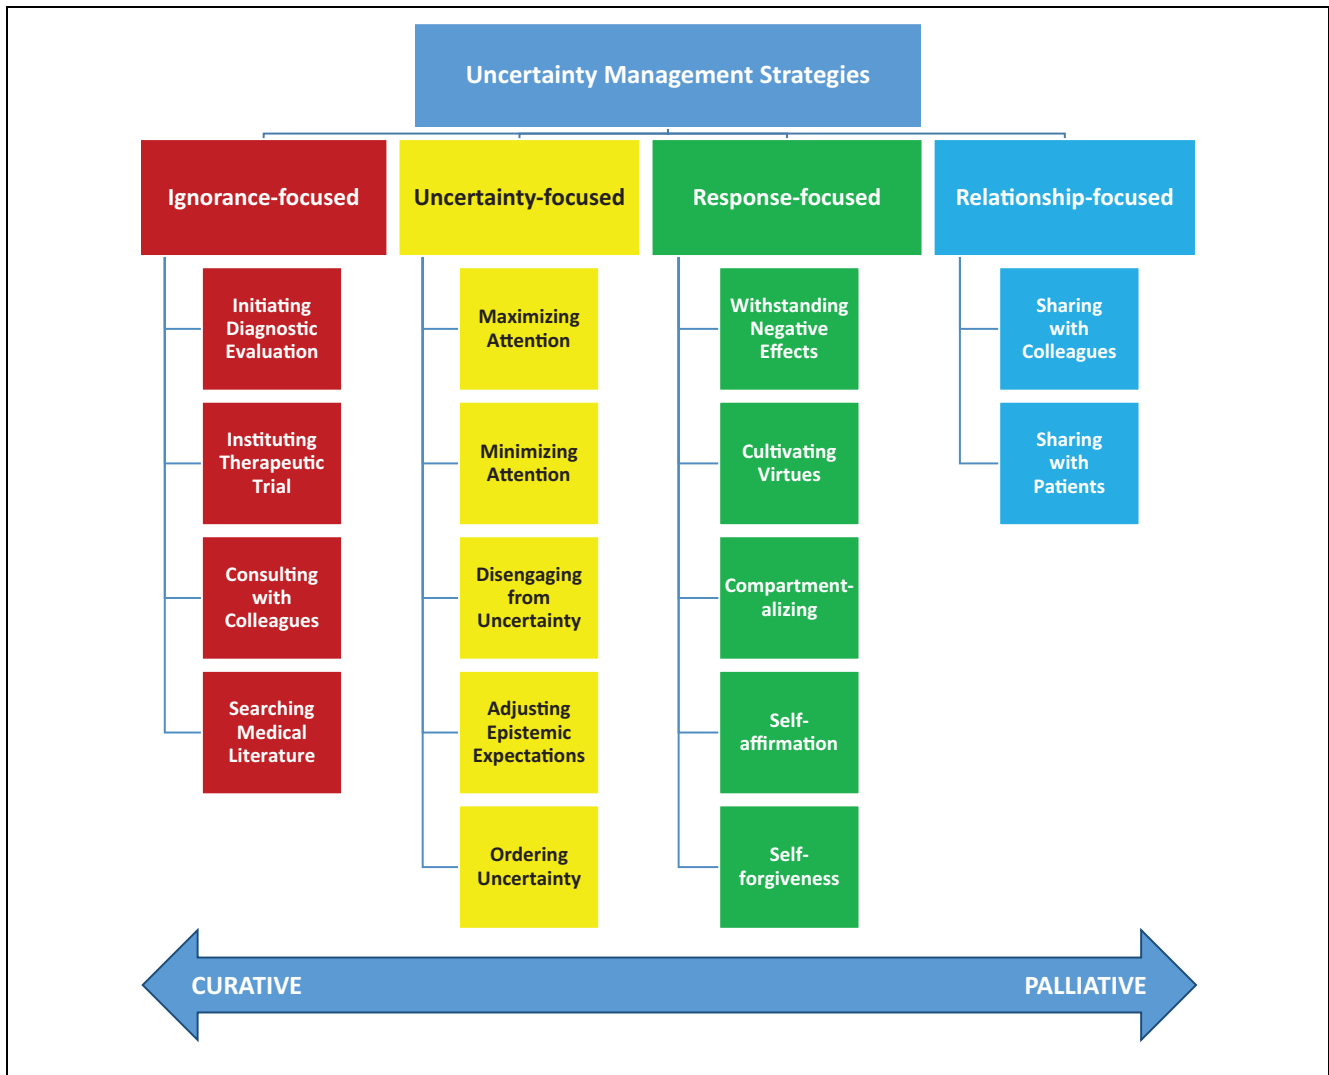 Uncertainty Management Strategies
Ignorance-focused
Initiating
Diagnostic
Evaluation
Instituting
Therapeutic
Trial
Consulting
with
Colleagues
Searching
Medical
Literature
Uncertainty-focused
Maximizing
Attention
Minimizing
Attention
Disengaging
from
Uncertainty
Adjusting
Epistemic
Expectations
Ordering
Uncertainty
Response-focused
Withstanding
Negative
Effects
Cultivating
Virtues
Compartment-
alizing
Self-
affirmation
Self-
forgiveness
Relationship-focused
Sharing
with
Colleagues
Sharing
with
Patients
CURATIVE
PALLIATIVE